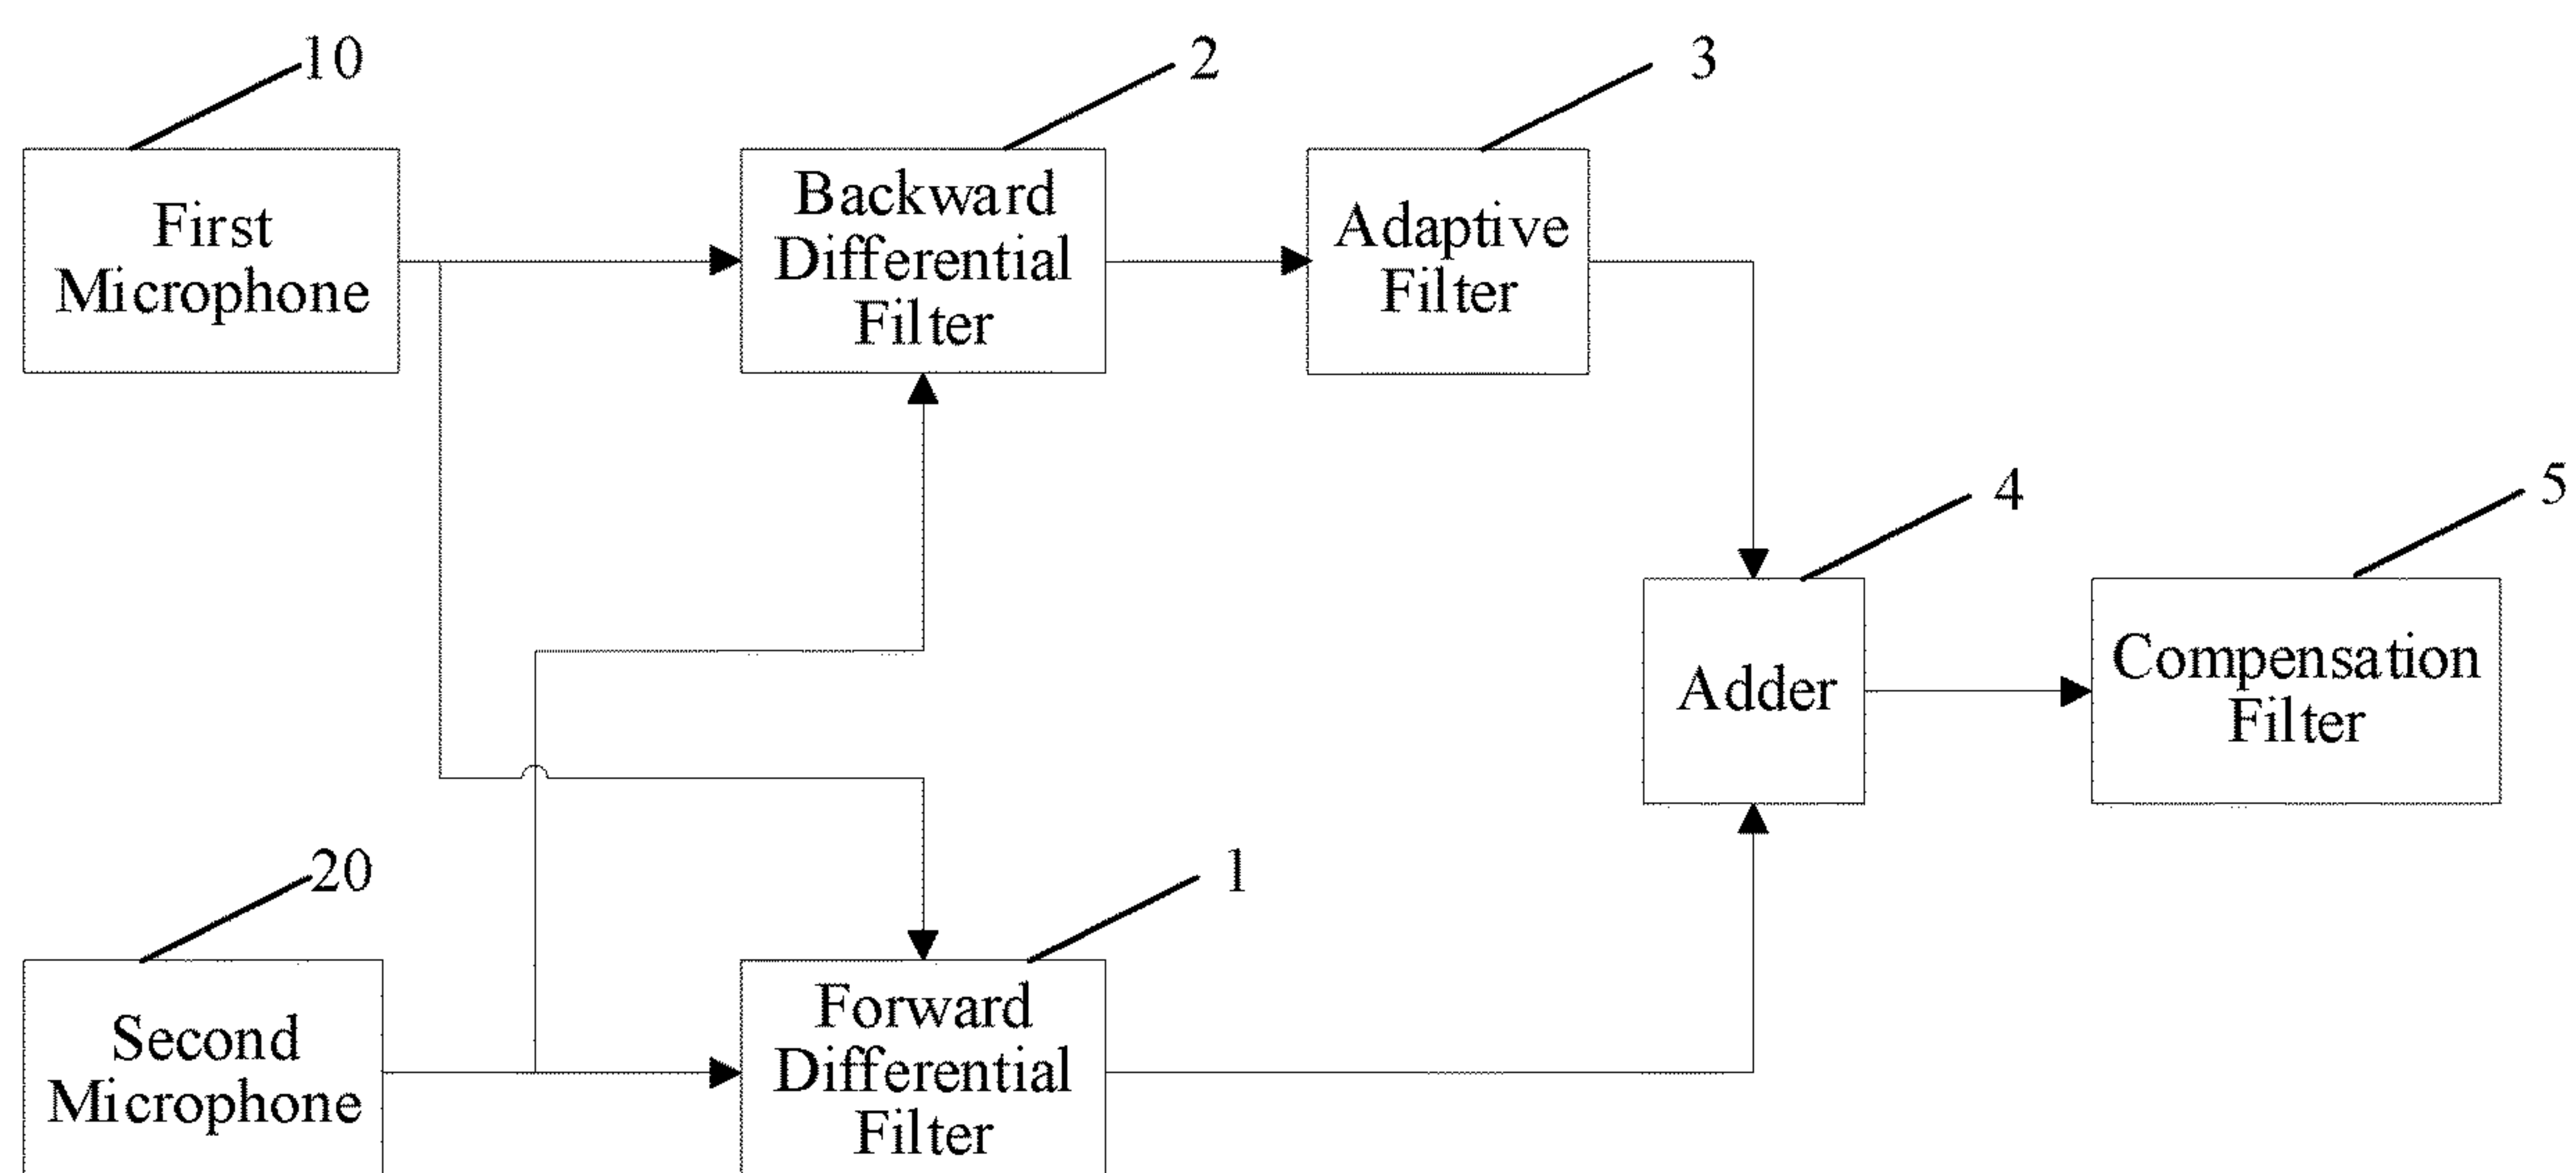 10
2
3
First
Microphone
Backward
Differential
Filter
Adaptive
Filter
4
5
Adder
Compensation
Filter
20
1
Second
Microphone
Forward
Differential
Filter